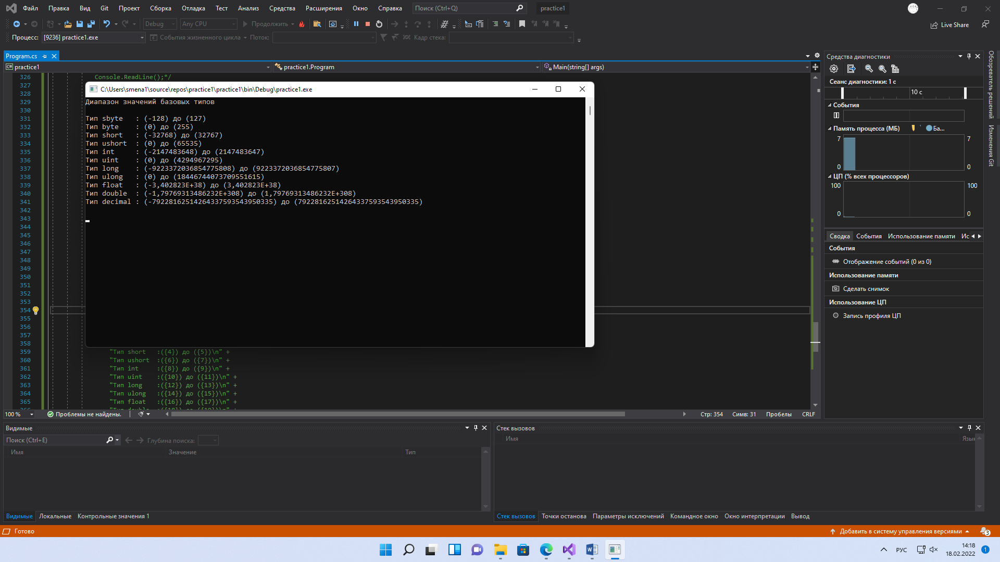 Файл Правка Вид Git Проект Сборка Отладка Тест Анализ Средства Расширения Окно Справка Поиск (Ctrl+Q) practice1
Debug Any CPU Продолжить Live Share
Процесс: [9236] practice1.exe События жизненного цикла Поток: Кадр стека:
Program.cs
practice1 practice1.Program Main(string[] args)
326 Console.ReadLine();*/
327
328
329
330
331
332
333
334
335
336
337
338
339
340
341
342
343
344
345
346
347
348
349
350
351
352
353
354
355
356
357
358
C:\Users\smena1\source\repos\practice1\practice1\bin\Debug\practice1.exe
Диапазон значений базовых типов
Тип sbyte : (-128) до (127)
Тип byte : (0) до (255)
Тип short : (-32768) до (32767)
Тип ushort : (0) до (65535)
Тип int : (-2147483648) до (2147483647)
Тип uint : (0) до (4294967295)
Тип long : (-9223372036854775808) до (9223372036854775807)
Тип ulong : (0) до (18446744073709551615)
Тип float : (-3,402823E+38) до (3,402823E+38)
Тип double : (-1,79769313486232E+308) до (1,79769313486232E+308)
Тип decimal : (-79228162514264337593543950335) до (79228162514264337593543950335)
359 "Тип short :({4}) до ({5})\n" +
360 "Тип ushort :({6}) до ({7})\n" +
361 "Тип int :({8}) до ({9})\n" +
362 "Тип uint :({10}) до ({11})\n" +
363 "Тип long :({12}) до ({13})\n" +
364 "Тип ulong :({14}) до ({15})\n" +
365 "Тип float :({16}) до ({17})\n" +
100 % Проблемы не найдены. Стр: 354 Симв: 31 Пробелы CRLF
Средства диагностики
Сеанс диагностики: 1 с
10 с
События
Память процесса (МБ) Ба...
7 7
0 0
ЦП (% всех процессоров)
100 100
0 0
Сводка События Использование памяти Ис
События
Отображение событий (0 из 0)
Использование памяти
Сделать снимок
Использование ЦП
Запись профиля ЦП
Обозреватель решений
Изменения Git
Видимые
Поиск (Ctrl+E) Глубина поиска:
Имя Значение Тип
Видимые Локальные Контрольные значения 1
Стек вызовов
Имя Язык
Стек вызовов Точки останова Параметры исключений Командное окно Окно интерпретации Вывод
Готово Добавить в систему управления версиями 3
РУС 14:18
18.02.2022 1